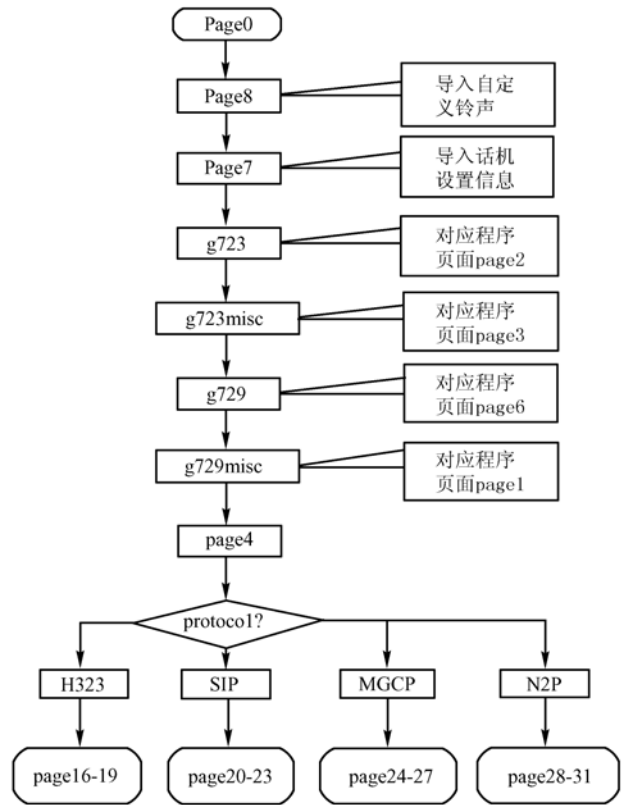 Page0
Page8
导入自定
义铃声
Page7
导入话机
设置信息
g723
对应程序
页面page2
g723misc
对应程序
页面page3
g729
对应程序
页面page6
g729misc
对应程序
页面page1
page4
protoco1?
H323
SIP
MGCP
N2P
page16-19
page20-23
page24-27
page28-31